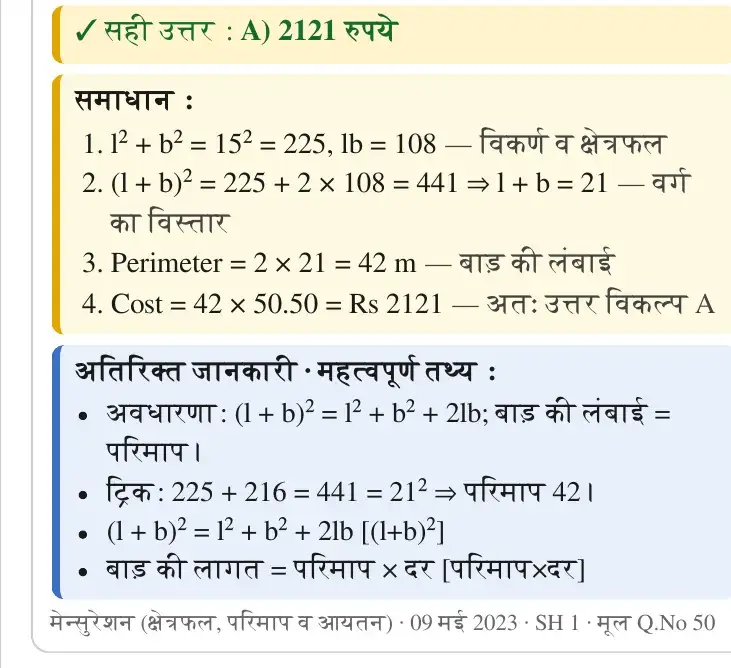 ✓ सही उत्तर : A) 2121 रुपये
समाधान :
1. l² + b² = 15² = 225, lb = 108 — विकर्ण व क्षेत्रफल
2. (l + b)² = 225 + 2 × 108 = 441 ⇒ l + b = 21 — वर्ग
का विस्तार
3. Perimeter = 2 × 21 = 42 m — बाड़ की लंबाई
4. Cost = 42 × 50.50 = Rs 2121 — अतः उत्तर विकल्प A
अतिरिक्त जानकारी · महत्वपूर्ण तथ्य :
• अवधारणा: (l + b)² = l² + b² + 2lb; बाड़ की लंबाई =
परिमाप।
• ट्रिक: 225 + 216 = 441 = 21² ⇒ परिमाप 42।
• (l + b)² = l² + b² + 2lb [(l+b)²]
• बाड़ की लागत = परिमाप × दर [परिमाप×दर]
मेन्सुरेशन (क्षेत्रफल, परिमाप व आयतन) · 09 मई 2023 · SH 1 · मूल Q.No 50